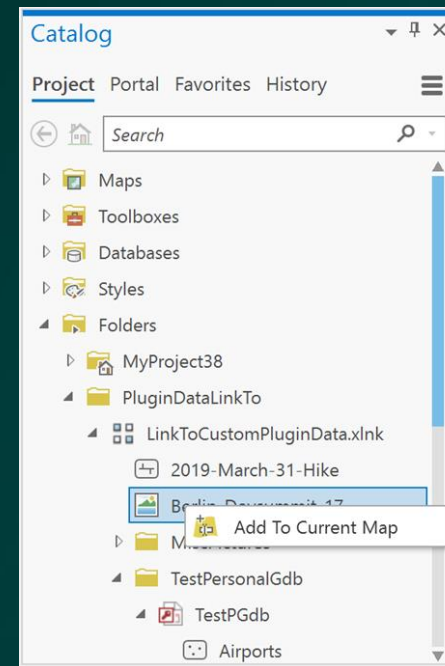 Catalog
Project Portal Favorites History
Search
Maps
Toolboxes
Databases
Styles
Folders
MyProject38
PluginDataLinkTo
LinkToCustomPluginData.xlnk
2019-March-31-Hike
Add To Current Map
TestPersonalGdb
TestPGdb
Airports